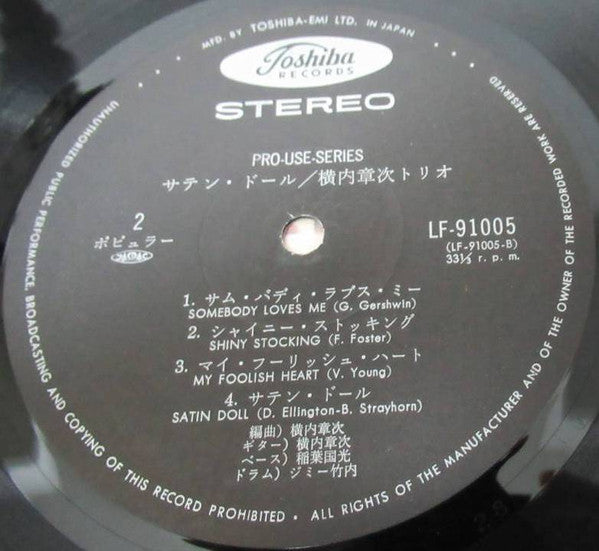 MFD. BY TOSHIBA-EMI LTD. IN JAPAN
Toshiba
RECORDS
STEREO
PRO-USE-SERIES
サテン・ドール／横内章次トリオ
2
ポピュラー
LF-91005
(LF-91005-B)
33⅓ r. p. m.
1. サム・バディ・ラブス・ミー
SOMEBODY LOVES ME (G. Gershwin)
2. シャイニー・ストッキング
SHINY STOCKING (F. Foster)
3. マイ・フーリッシュ・ハート
MY FOOLISH HEART (V. Young)
4. サテン・ドール
SATIN DOLL (D. Ellington-B. Strayhorn)
編曲) 横内章次
ギター) 横内章次
ベース) 稲葉国光
ドラム) ジミー竹内
UNAUTHORIZED PUBLIC PERFORMANCE, BROADCASTING AND COPYING OF THIS RECORD PROHIBITED • ALL RIGHTS OF THE MANUFACTURER AND OF THE OWNER OF THE RECORDED WORK ARE RESERVED